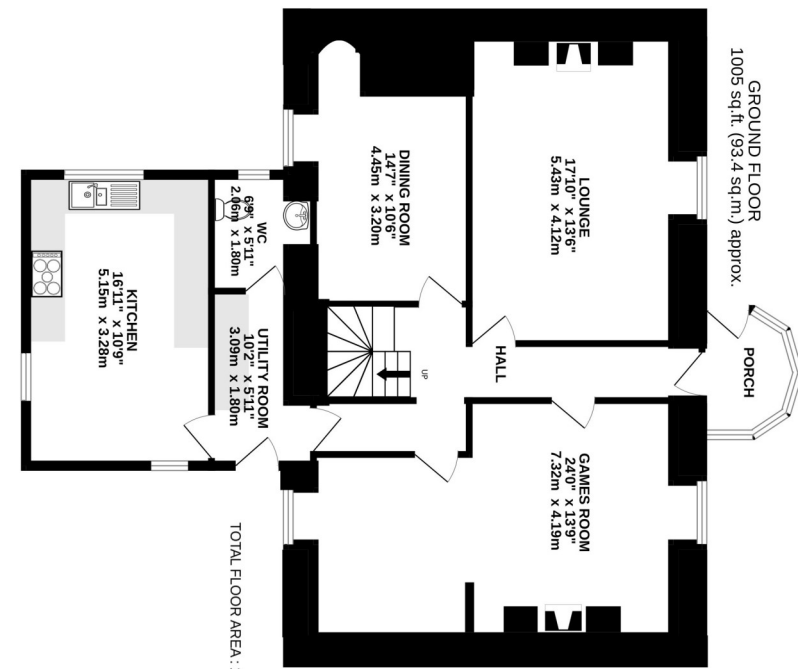 GROUND FLOOR
1005 sq.ft. (93.4 sq.m.) approx.
DINING ROOM
14'7" x 10'6"
4.45m x 3.20m
LOUNGE
17'10" x 13'6"
5.43m x 4.12m
WC
6'9" x 5'11"
2.06m x 1.80m
KITCHEN
16'11" x 10'9"
5.15m x 3.28m
UTILITY ROOM
10'2" x 5'11"
3.09m x 1.80m
UP
HALL
PORCH
GAMES ROOM
24'0" x 13'9"
7.32m x 4.19m
TOTAL FLOOR AREA :